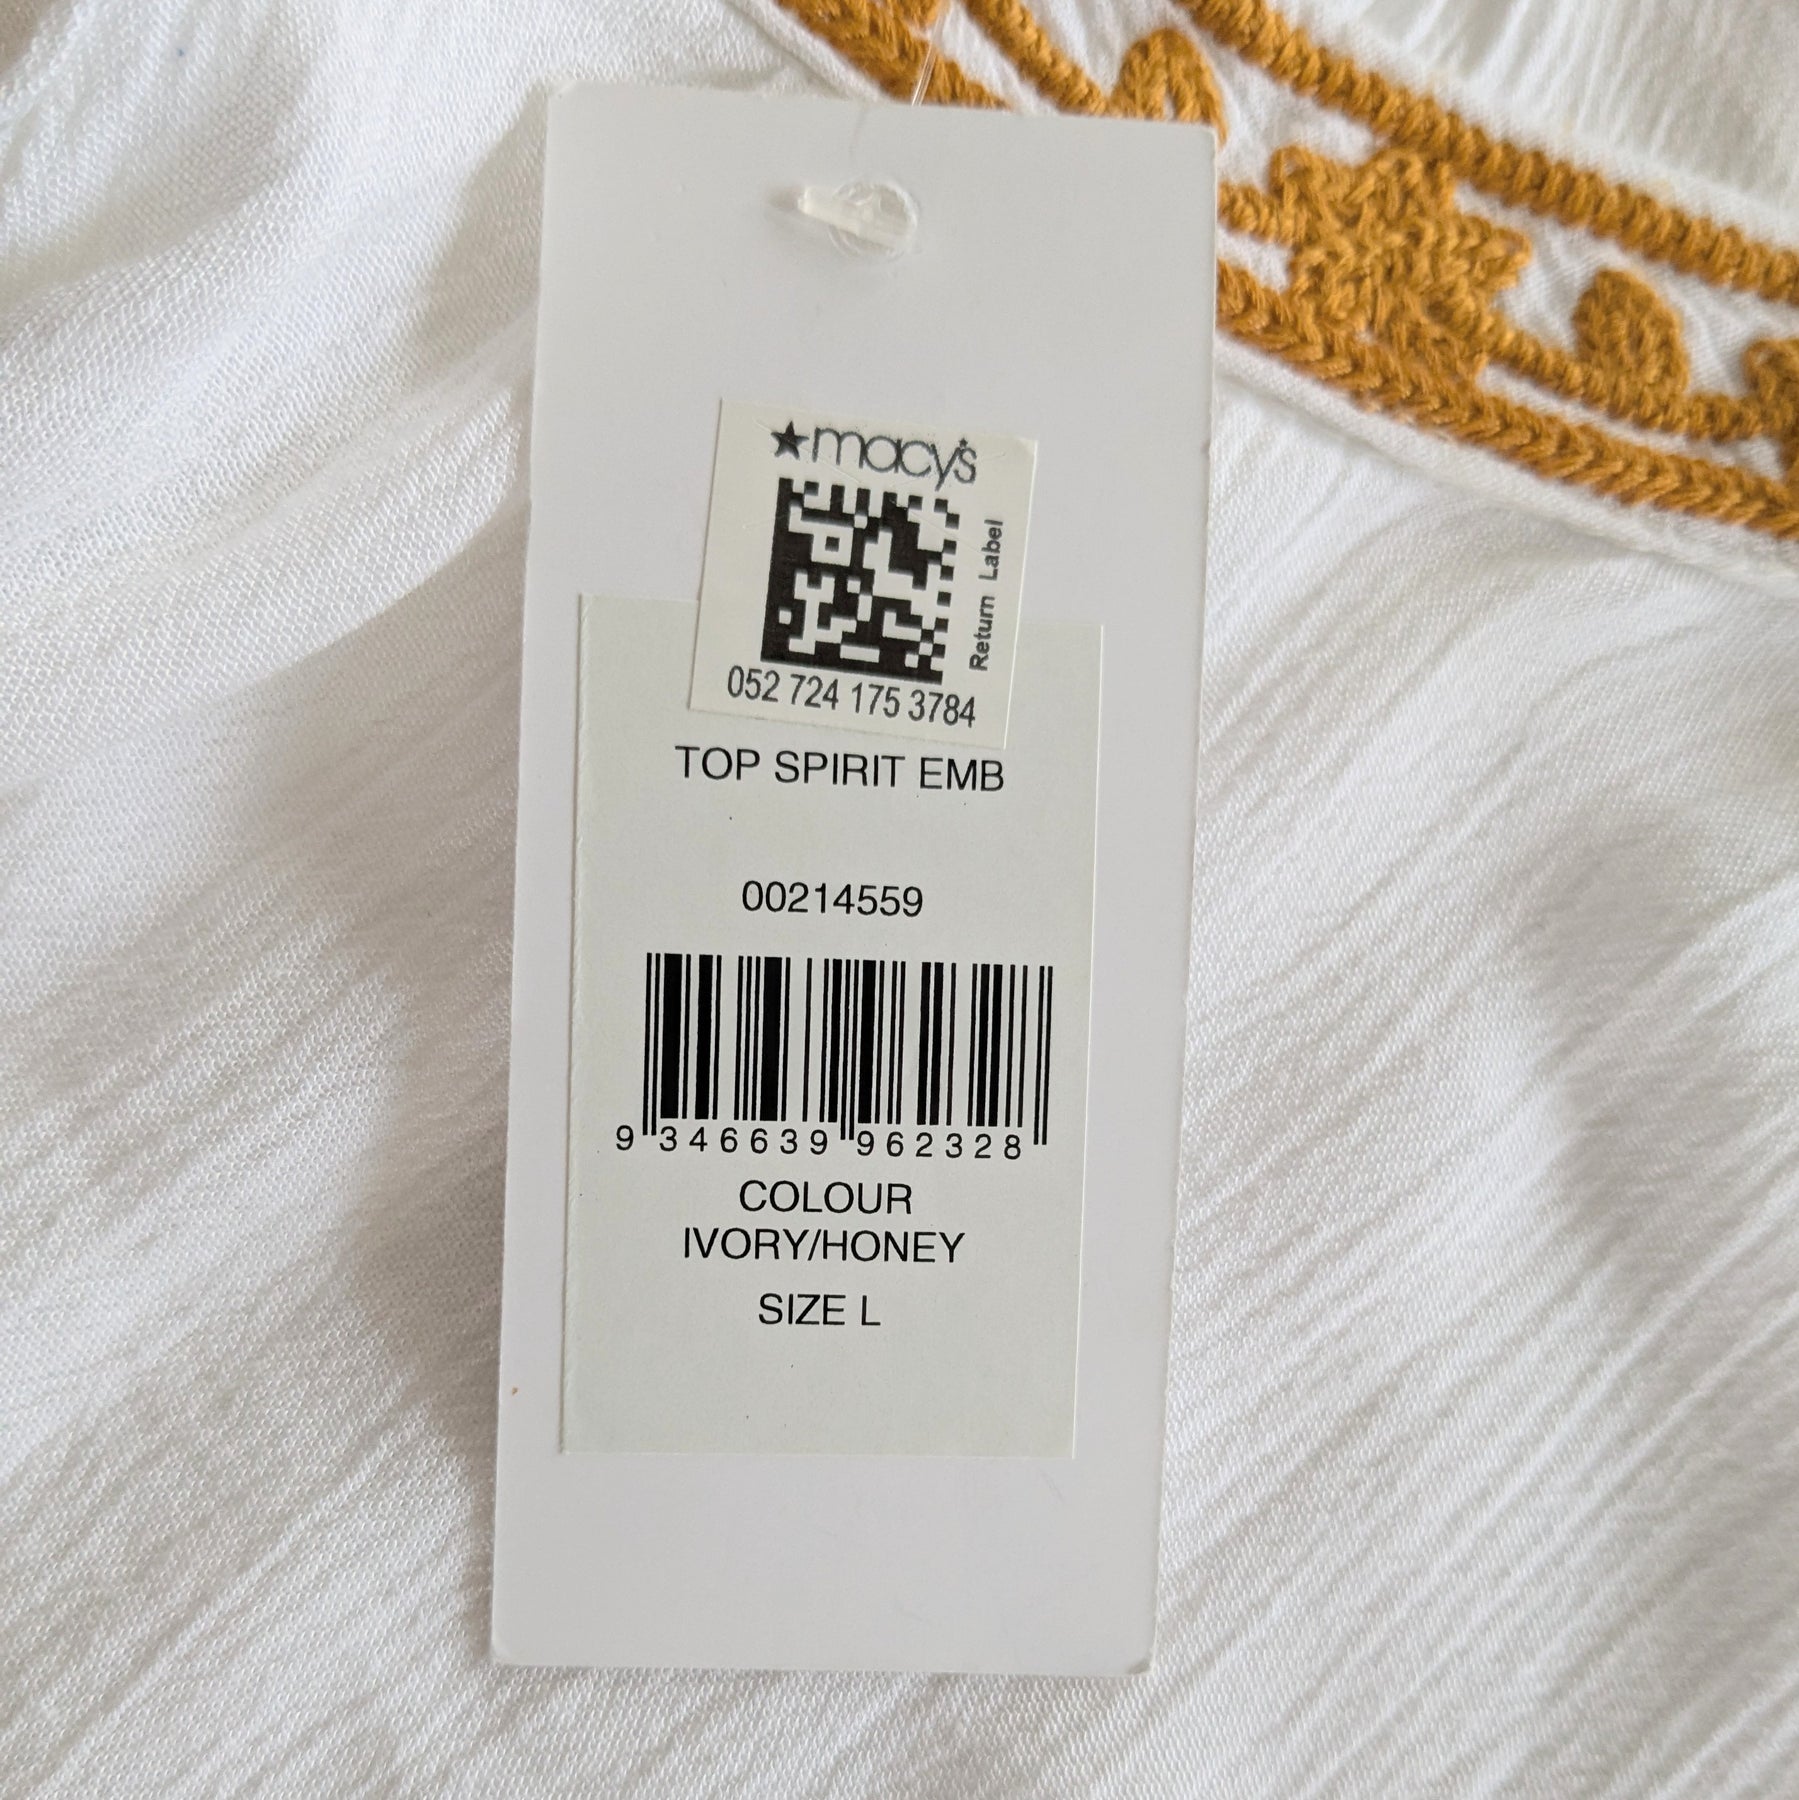 macy's
Return Label
052 724 175 3784
TOP SPIRIT EMB
00214559
9 346639 962328
COLOUR
IVORY/HONEY
SIZE L